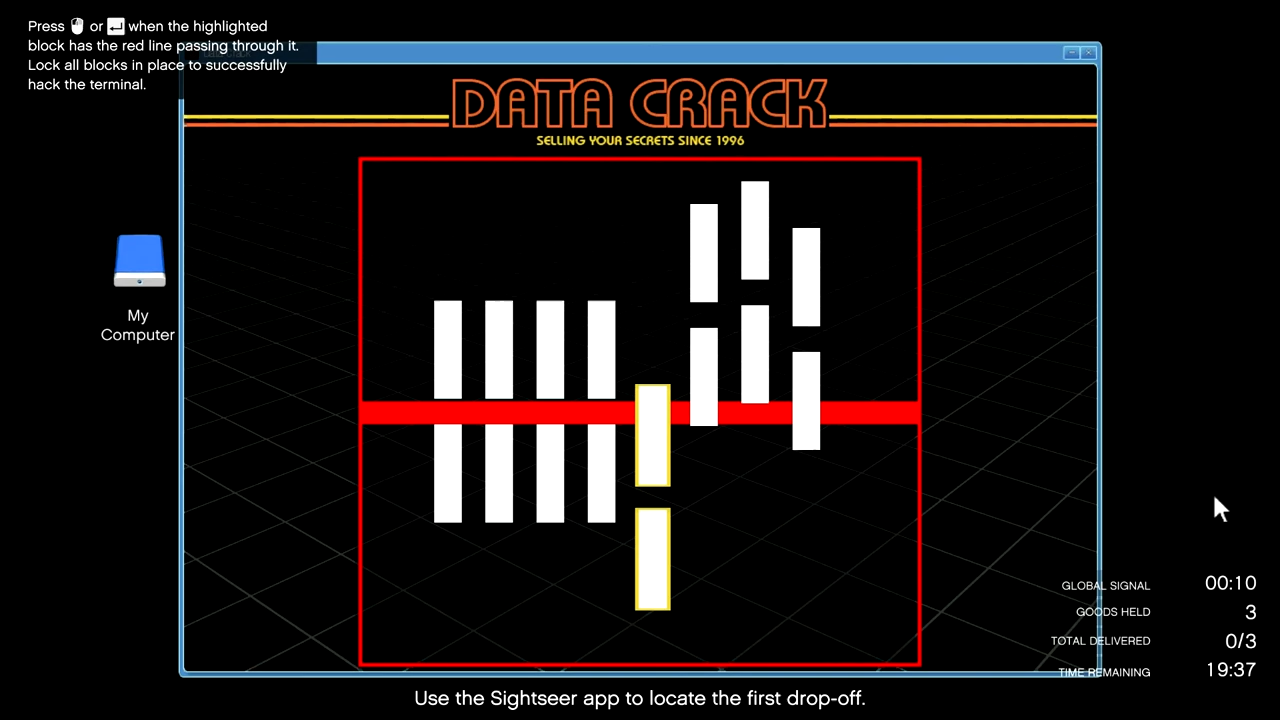 Press or when the highlighted
block has the red line passing through it.
Lock all blocks in place to successfully
hack the terminal.
DATA CRACK
SELLING YOUR SECRETS SINCE 1996
My
Computer
GLOBAL SIGNAL 00:10
GOODS HELD 3
TOTAL DELIVERED 0/3
TIME REMAINING 19:37
Use the Sightseer app to locate the first drop-off.